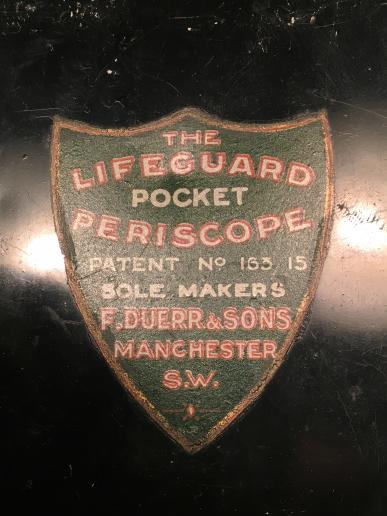 THE
LIFEGUARD
POCKET
PERISCOPE
PATENT No 163/15
SOLE MAKERS
F. DUERR & SONS
MANCHESTER
S.W.